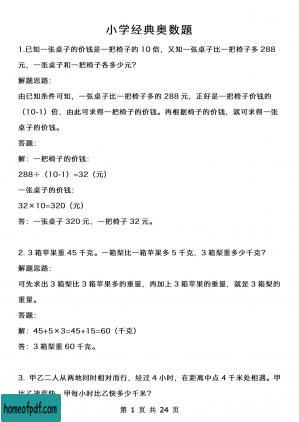 小学经典奥数题
1.已知一张桌子的价钱是一把椅子的 10 倍，又知一张桌子比一把椅子多 288
元，一张桌子和一把椅子各多少元？
解题思路：
由已知条件可知，一张桌子比一把椅子多的 288 元，正好是一把椅子价钱的
（10-1）倍，由此可求得一把椅子的价钱。再根据椅子的价钱，就可求得一张
桌子的价钱。
答题：
解：一把椅子的价钱：
288÷（10-1）=32（元）
一张桌子的价钱：
32×10=320（元）
答：一张桌子 320 元，一把椅子 32 元。
2. 3 箱苹果重 45 千克。一箱梨比一箱苹果多 5 千克，3 箱梨重多少千克？
解题思路：
可先求出 3 箱梨比 3 箱苹果多的重量，再加上 3 箱苹果的重量，就是 3 箱梨的
重量。
答题：
解：45+5×3=45+15=60（千克）
答：3 箱梨重 60 千克。
3. 甲乙二人从两地同时相对而行，经过 4 小时，在距离中点 4 千米处相遇。甲
比乙速度快，甲每小时比乙快多少千米？
homeofpdf.com
第 1 页 共 24 页